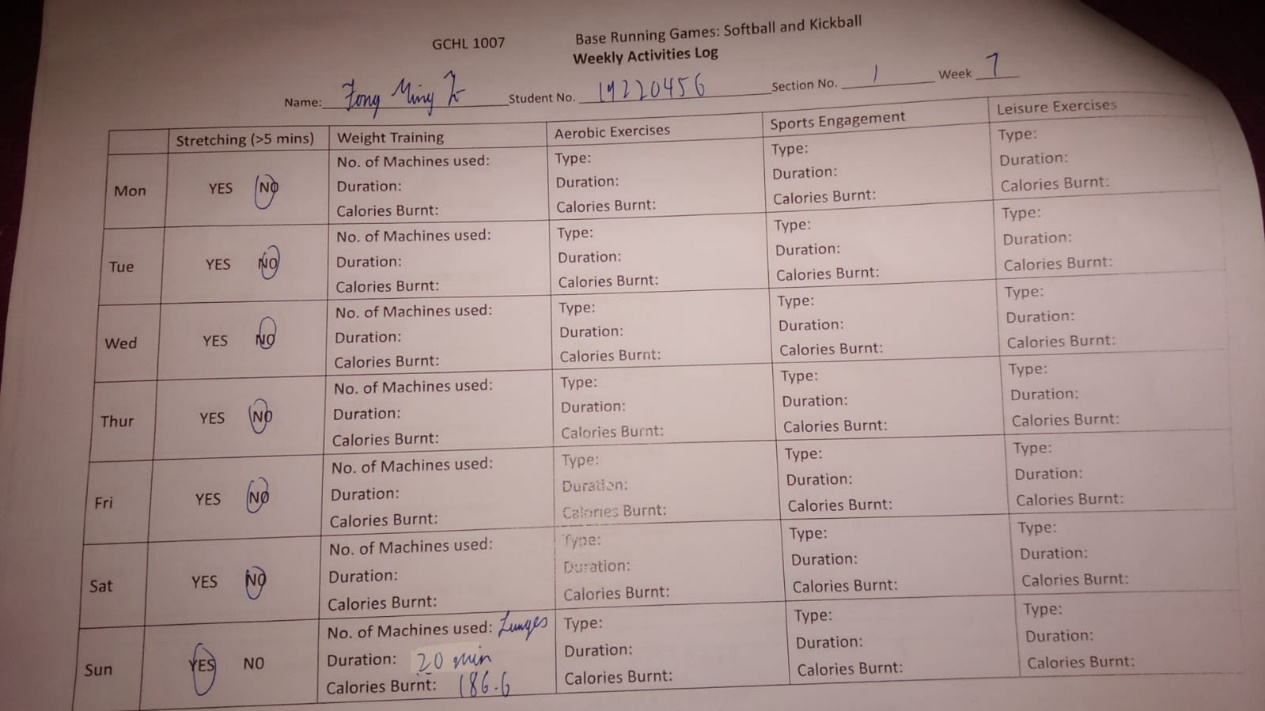 GCHL 1007 Base Running Games: Softball and Kickball
Weekly Activities Log
Name: Fong Ming Student No. 19220456 Section No. 1 Week 7
Stretching (>5 mins) Weight Training Aerobic Exercises Sports Engagement Leisure Exercises
Mon YES NO
No. of Machines used: Type: Type: Type:
Duration: Duration: Duration: Duration:
Calories Burnt: Calories Burnt: Calories Burnt: Calories Burnt:
Tue YES NO
No. of Machines used: Type: Type: Type:
Duration: Duration: Duration: Duration:
Calories Burnt: Calories Burnt: Calories Burnt: Calories Burnt:
Wed YES NO
No. of Machines used: Type: Type: Type:
Duration: Duration: Duration: Duration:
Calories Burnt: Calories Burnt: Calories Burnt: Calories Burnt:
Thur YES NO
No. of Machines used: Type: Type: Type:
Duration: Duration: Duration: Duration:
Calories Burnt: Calories Burnt: Calories Burnt: Calories Burnt:
Fri YES NO
No. of Machines used: Type: Type: Type:
Duration: Duration: Duration: Duration:
Calories Burnt: Calories Burnt: Calories Burnt: Calories Burnt:
Sat YES NO
No. of Machines used: Type: Type: Type:
Duration: Duration: Duration: Duration:
Calories Burnt: Calories Burnt: Calories Burnt: Calories Burnt:
Sun YES NO
No. of Machines used: Lunges Type: Type: Type:
Duration: 20 min Duration: Duration: Duration:
Calories Burnt: 186.6 Calories Burnt: Calories Burnt: Calories Burnt: